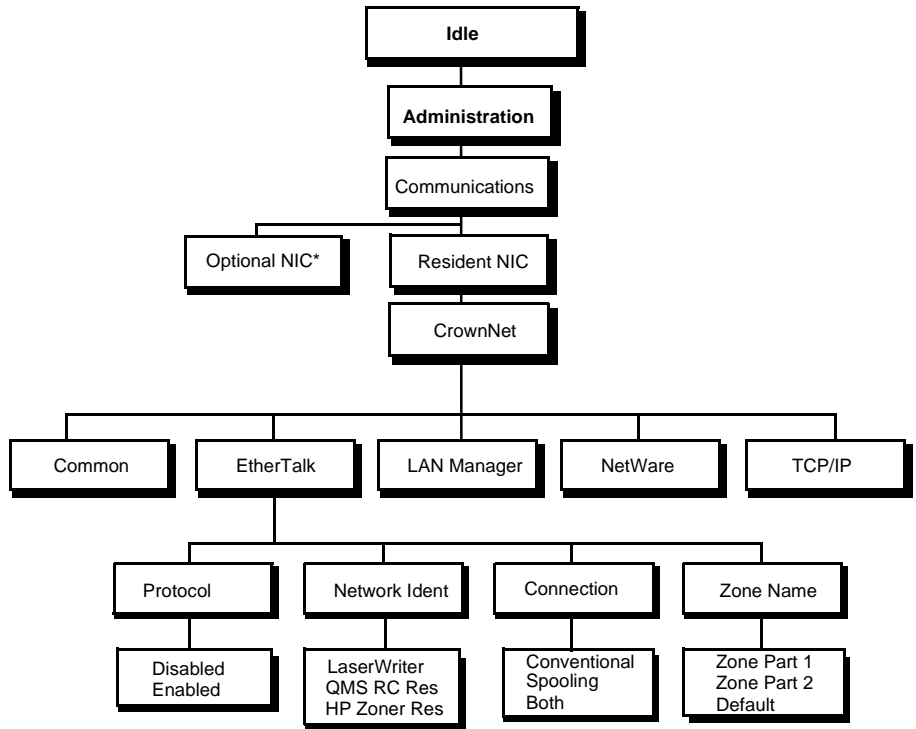 Idle
Administration
Communications
Optional NIC*
Resident NIC
CrownNet
Common
EtherTalk
LAN Manager
NetWare
TCP/IP
Protocol
Network Ident
Connection
Zone Name
Disabled
Enabled
LaserWriter
QMS RC Res
HP Zoner Res
Conventional
Spooling
Both
Zone Part 1
Zone Part 2
Default